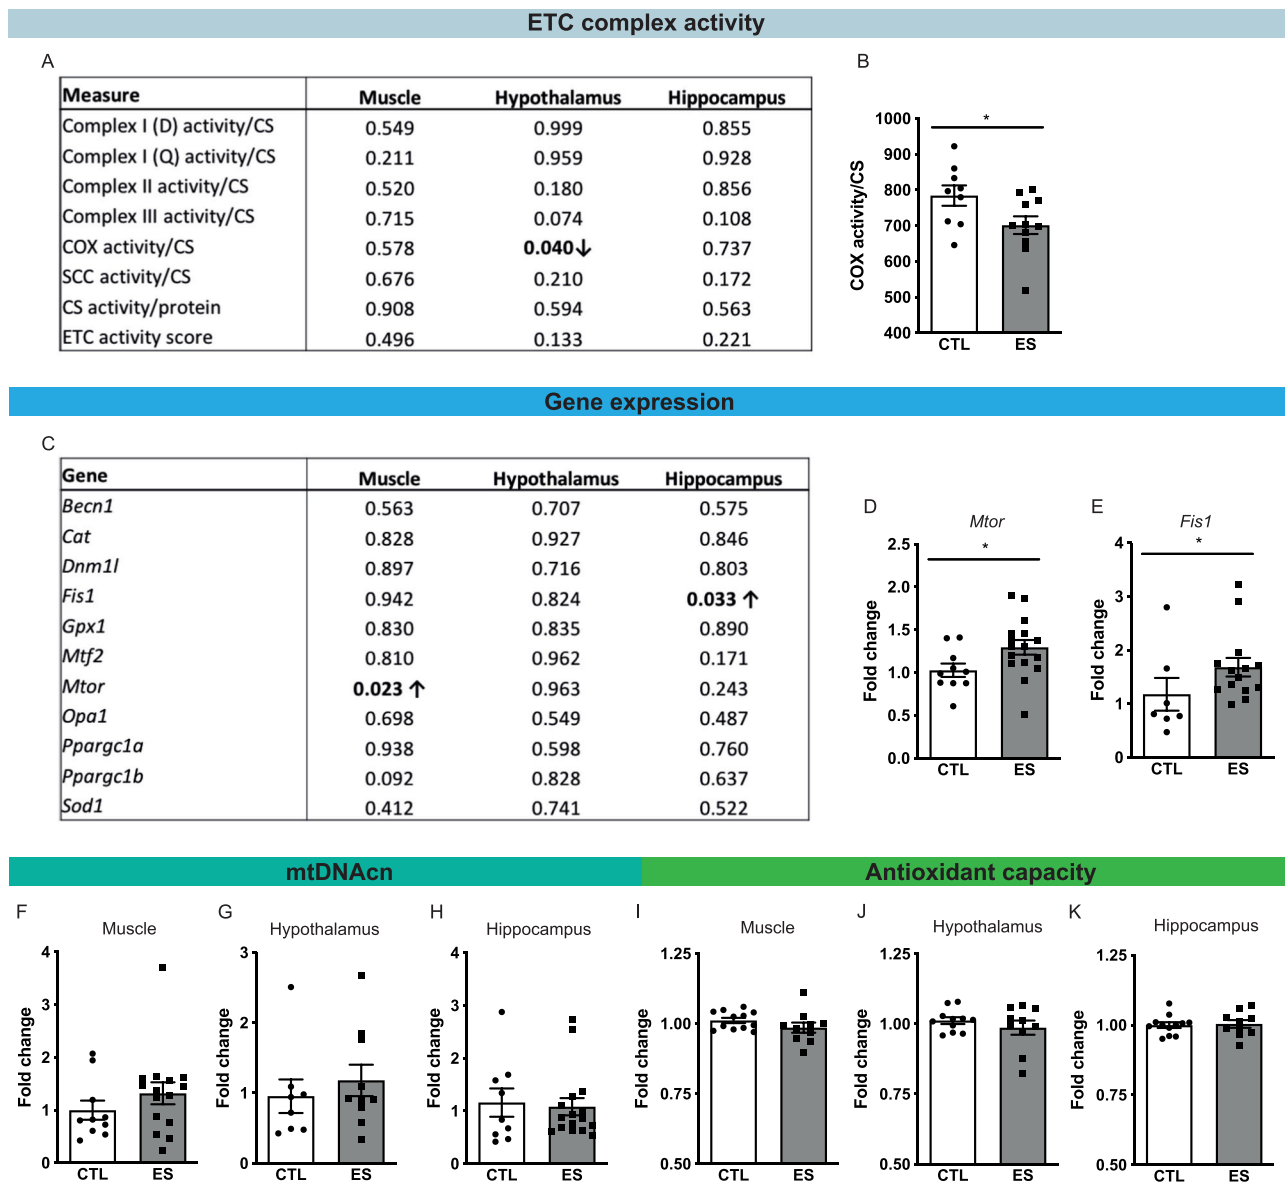 ETC complex activity
A
Measure Muscle Hypothalamus Hippocampus
Complex I (D) activity/CS 0.549 0.999 0.855
Complex I (Q) activity/CS 0.211 0.959 0.928
Complex II activity/CS 0.520 0.180 0.856
Complex III activity/CS 0.715 0.074 0.108
COX activity/CS 0.578 0.040↓ 0.737
SCC activity/CS 0.676 0.210 0.172
CS activity/protein 0.908 0.594 0.563
ETC activity score 0.496 0.133 0.221
B
*
COX activity/CS
1000
900
800
700
600
500
400
CTL ES
Gene expression
C
Gene Muscle Hypothalamus Hippocampus
Becn1 0.563 0.707 0.575
Cat 0.828 0.927 0.846
Dnm1l 0.897 0.716 0.803
Fis1 0.942 0.824 0.033 ↑
Gpx1 0.830 0.835 0.890
Mtf2 0.810 0.962 0.171
Mtor 0.023 ↑ 0.963 0.243
Opa1 0.698 0.549 0.487
Ppargc1a 0.938 0.598 0.760
Ppargc1b 0.092 0.828 0.637
Sod1 0.412 0.741 0.522
D
Mtor
*
Fold change
2.5
2.0
1.5
1.0
0.5
0.0
CTL ES
E
Fis1
*
Fold change
4
3
2
1
0
CTL ES
mtDNAcn
F
Muscle
Fold change
4
3
2
1
0
CTL ES
G
Hypothalamus
Fold change
3
2
1
0
CTL ES
H
Hippocampus
Fold change
4
3
2
1
0
CTL ES
Antioxidant capacity
I
Muscle
Fold change
1.25
1.00
0.75
0.50
CTL ES
J
Hypothalamus
Fold change
1.25
1.00
0.75
0.50
CTL ES
K
Hippocampus
Fold change
1.25
1.00
0.75
0.50
CTL ES